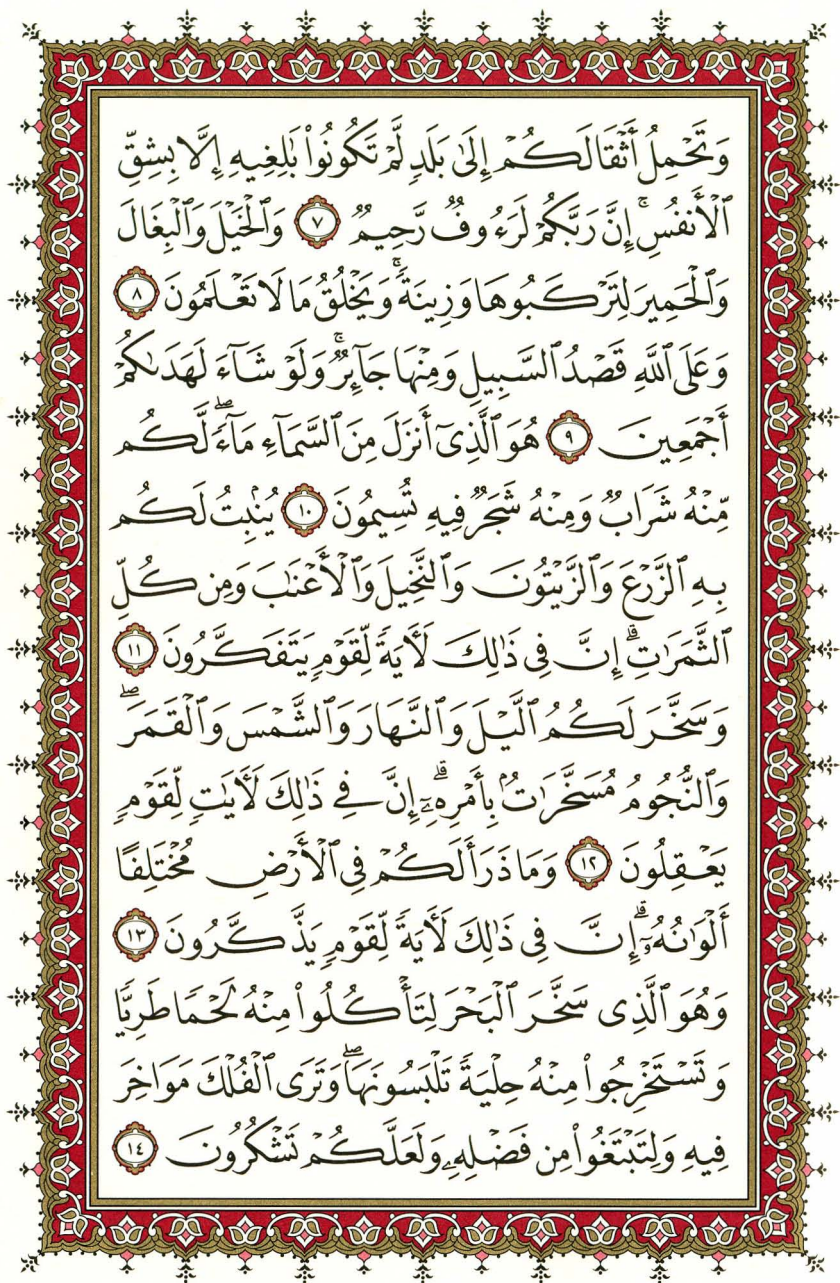 وَتَحْمِلُ أَثْقَالَكُمْ إِلَىٰ بَلَدٍ لَّمْ تَكُونُوا۟ بَٰلِغِيهِ إِلَّا بِشِقِّ
ٱلْأَنفُسِ ۚ إِنَّ رَبَّكُمْ لَرَءُوفٌ رَّحِيمٌ ٧ وَٱلْخَيْلَ وَٱلْبِغَالَ
وَٱلْحَمِيرَ لِتَرْكَبُوهَا وَزِينَةً ۚ وَيَخْلُقُ مَا لَا تَعْلَمُونَ ٨
وَعَلَى ٱللَّهِ قَصْدُ ٱلسَّبِيلِ وَمِنْهَا جَآئِرٌ ۚ وَلَوْ شَآءَ لَهَدَىٰكُمْ
أَجْمَعِينَ ٩ هُوَ ٱلَّذِىٓ أَنزَلَ مِنَ ٱلسَّمَآءِ مَآءً ۖ لَّكُم
مِّنْهُ شَرَابٌ وَمِنْهُ شَجَرٌ فِيهِ تُسِيمُونَ ١٠ يُنۢبِتُ لَكُم
بِهِ ٱلزَّرْعَ وَٱلزَّيْتُونَ وَٱلنَّخِيلَ وَٱلْأَعْنَٰبَ وَمِن كُلِّ
ٱلثَّمَرَٰتِ ۗ إِنَّ فِى ذَٰلِكَ لَءَايَةً لِّقَوْمٍ يَتَفَكَّرُونَ ١١
وَسَخَّرَ لَكُمُ ٱلَّيْلَ وَٱلنَّهَارَ وَٱلشَّمْسَ وَٱلْقَمَرَ ۖ
وَٱلنُّجُومُ مُسَخَّرَٰتٌۢ بِأَمْرِهِۦٓ ۗ إِنَّ فِى ذَٰلِكَ لَءَايَٰتٍ لِّقَوْمٍ
يَعْقِلُونَ ١٢ وَمَا ذَرَأَ لَكُمْ فِى ٱلْأَرْضِ مُخْتَلِفًا
أَلْوَٰنُهُۥٓ ۗ إِنَّ فِى ذَٰلِكَ لَءَايَةً لِّقَوْمٍ يَذَّكَّرُونَ ١٣
وَهُوَ ٱلَّذِى سَخَّرَ ٱلْبَحْرَ لِتَأْكُلُوا۟ مِنْهُ لَحْمًا طَرِيًّا
وَتَسْتَخْرِجُوا۟ مِنْهُ حِلْيَةً تَلْبَسُونَهَا ۖ وَتَرَى ٱلْفُلْكَ مَوَاخِرَ
فِيهِ وَلِتَبْتَغُوا۟ مِن فَضْلِهِۦ وَلَعَلَّكُمْ تَشْكُرُونَ ١٤